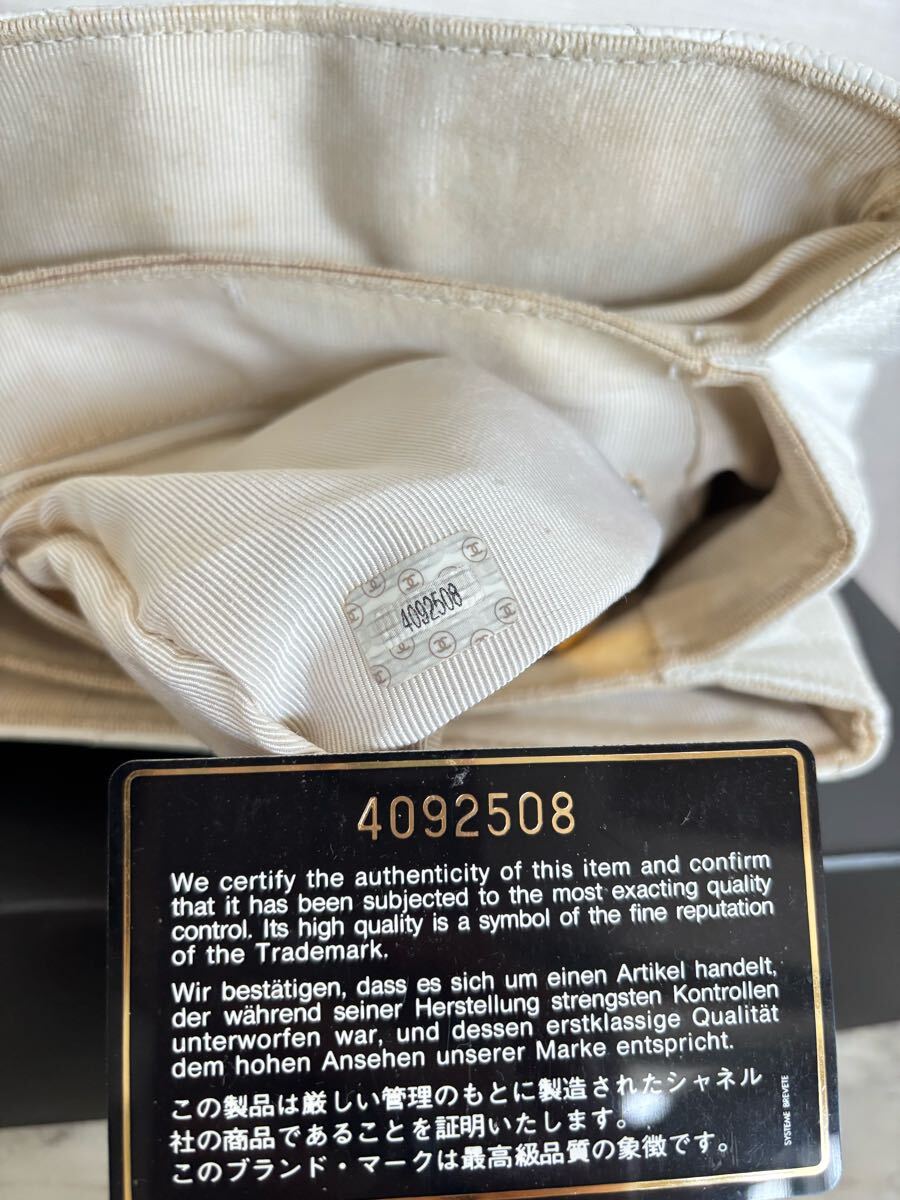 4092508
4092508
We certify the authenticity of this item and confirm
that it has been subjected to the most exacting quality
control. Its high quality is a symbol of the fine reputation
of the Trademark.
Wir bestätigen, dass es sich um einen Artikel handelt,
der während seiner Herstellung strengsten Kontrollen
unterworfen war, und dessen erstklassige Qualität
dem hohen Ansehen unserer Marke entspricht.
この製品は厳しい管理のもとに製造されたシャネル
社の商品であることを証明いたします。
このブランド・マークは最高級品質の象徴です。
SYSTEME BREVETE